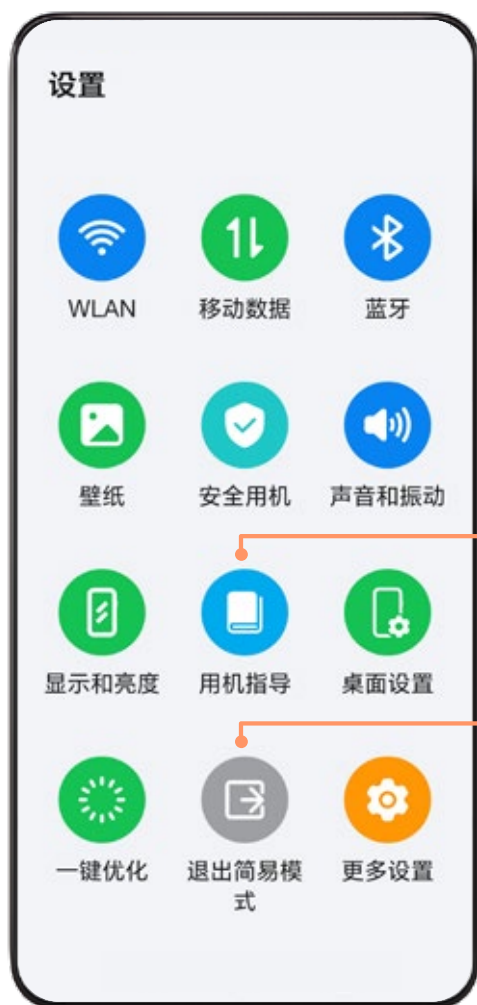 设置
WLAN
移动数据
蓝牙
壁纸
安全用机
声音和振动
显示和亮度
用机指导
桌面设置
一键优化
退出简易模
式
更多设置